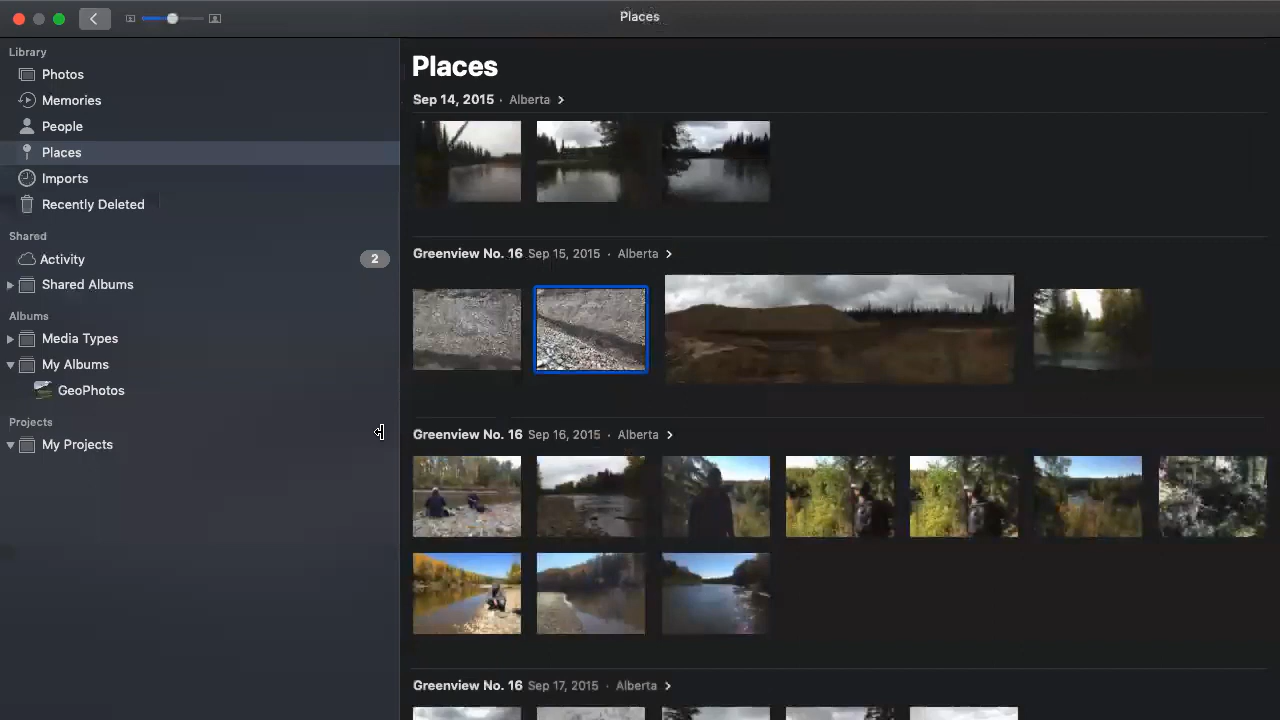 Places
Library
Photos
Memories
People
Places
Imports
Recently Deleted
Shared
Activity 2
Shared Albums
Albums
Media Types
My Albums
GeoPhotos
Projects
My Projects
Places
Sep 14, 2015 · Alberta
Greenview No. 16 Sep 15, 2015 · Alberta
Greenview No. 16 Sep 16, 2015 · Alberta
Greenview No. 16 Sep 17, 2015 · Alberta